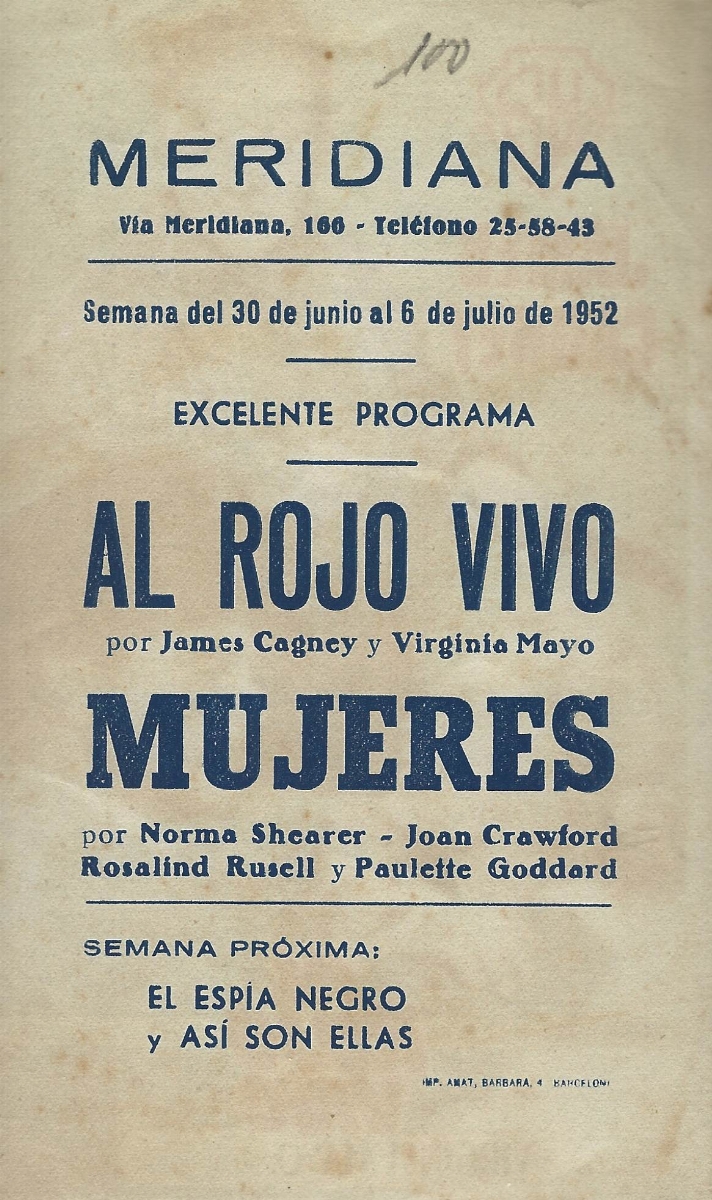 100
MERIDIANA
Vía Meridiana, 166 - Teléfono 25-58-43
Semana del 30 de junio al 6 de julio de 1952
EXCELENTE PROGRAMA
AL ROJO VIVO
por James Cagney y Virginia Mayo
MUJERES
por Norma Shearer - Joan Crawford
Rosalind Rusell y Paulette Goddard
SEMANA PRÓXIMA:
EL ESPÍA NEGRO
y ASÍ SON ELLAS
IMP. AMAT, BARBARA, 4 BARCELONA